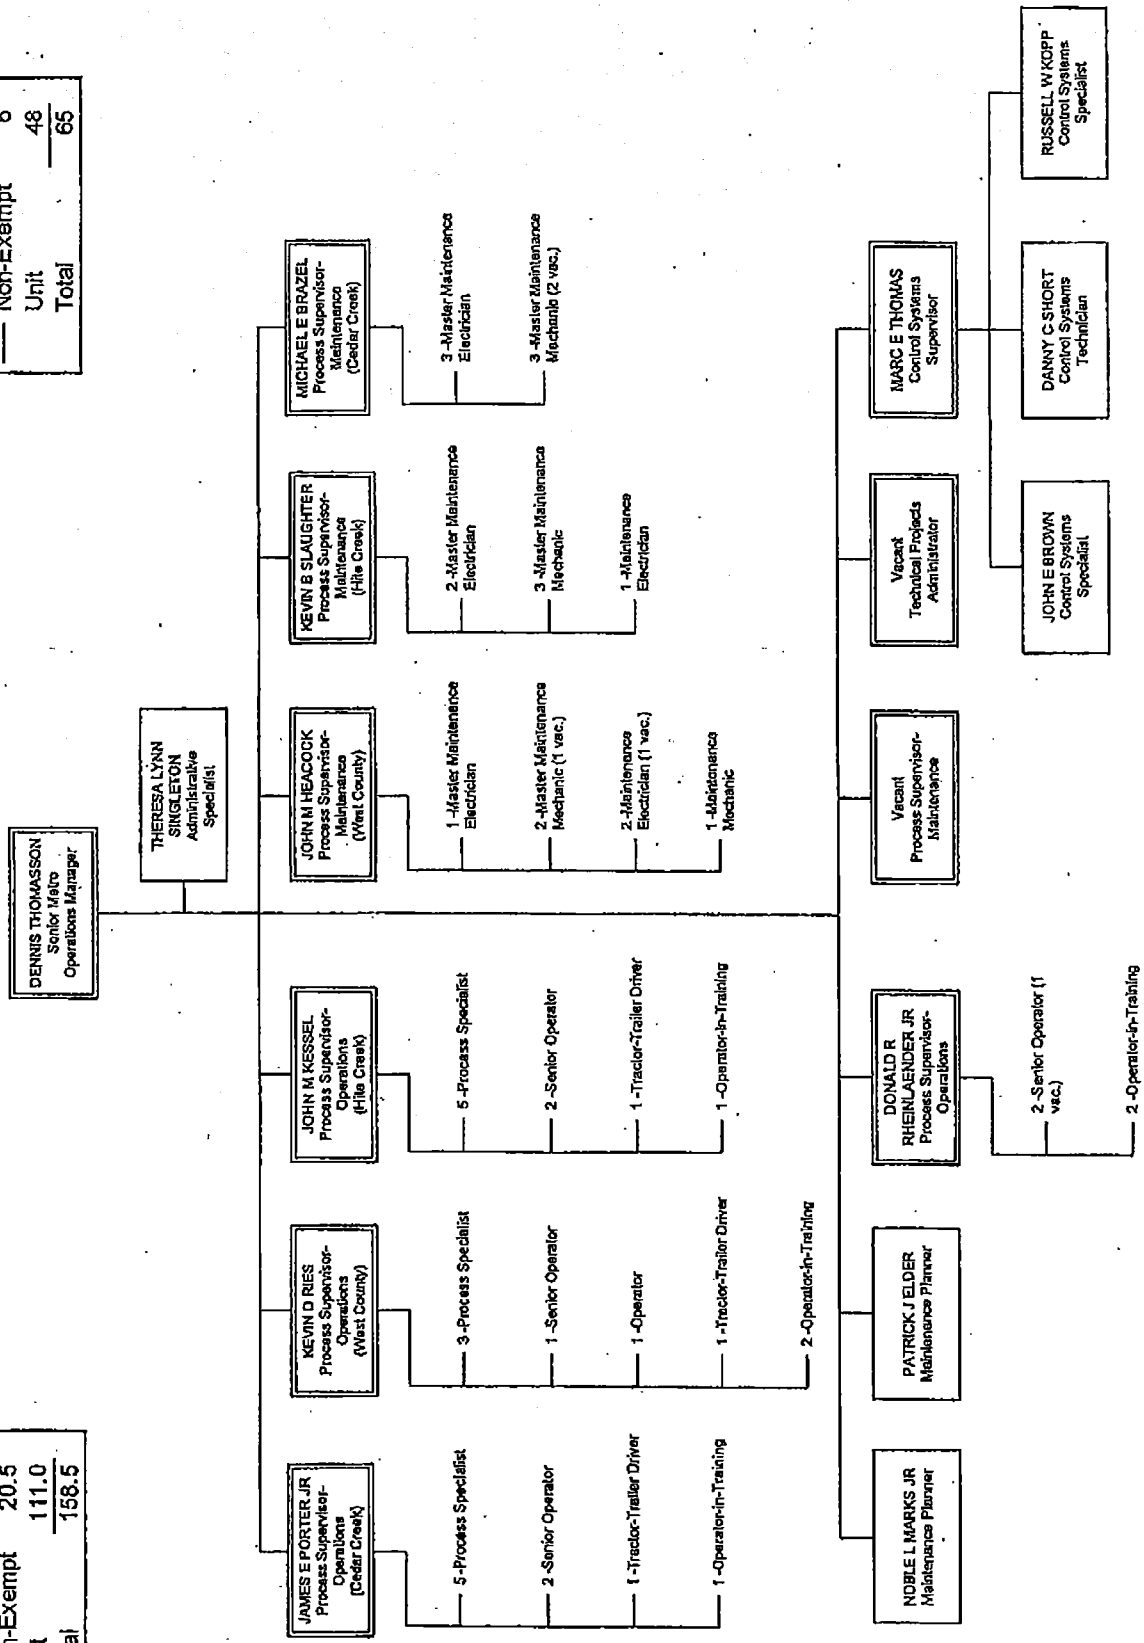 n-Exempt 20.5
t 111.0
al 158.5
Non-Exempt 6
Unit 48
Total 65
DENNIS THOMASSON
Senior Metro
Operations Manager
THERESA LYNN
SINGLETON
Administrative
Specialist
JAMES E PORTER JR
Process Supervisor-
Operations
(Cedar Creek)
5 -Process Specialist
2 -Senior Operator
1 -Tractor-Trailer Driver
1 -Operator-in-Training
KEVIN D RIES
Process Supervisor-
Operations
(West County)
3 -Process Specialist
1 -Senior Operator
1 -Operator
1 -Tractor-Trailer Driver
2 -Operator-in-Training
JOHN M KESSEL
Process Supervisor-
Operations
(Hite Creek)
5 -Process Specialist
2 -Senior Operator
1 -Tractor-Trailer Driver
1 -Operator-in-Training
JOHN M HEACOCK
Process Supervisor-
Maintenance
(West County)
1 -Master Maintenance
Electrician
2 -Master Maintenance
Mechanic (1 vac.)
2 -Maintenance
Electrician (1 vac.)
1 -Maintenance
Mechanic
KEVIN B SLAUGHTER
Process Supervisor-
Maintenance
(Hite Creek)
2 -Master Maintenance
Electrician
3 -Master Maintenance
Mechanic
1 -Maintenance
Electrician
MICHAEL E BRAZEL
Process Supervisor-
Maintenance
(Cedar Creek)
3 -Master Maintenance
Electrician
3 -Master Maintenance
Mechanic (2 vac.)
NOBLE L MARKS JR
Maintenance Planner
PATRICK J ELDER
Maintenance Planner
DONALD R
RHEINLAENDER JR
Process Supervisor-
Operations
2 -Senior Operator (1
vac.)
2 -Operator-in-Training
Vacant
Process Supervisor-
Maintenance
Vacant
Technical Projects
Administrator
MARC E THOMAS
Control Systems
Supervisor
JOHN E BROWN
Control Systems
Specialist
DANNY C SHORT
Control Systems
Technician
RUSSELL W KOPP
Control Systems
Specialist